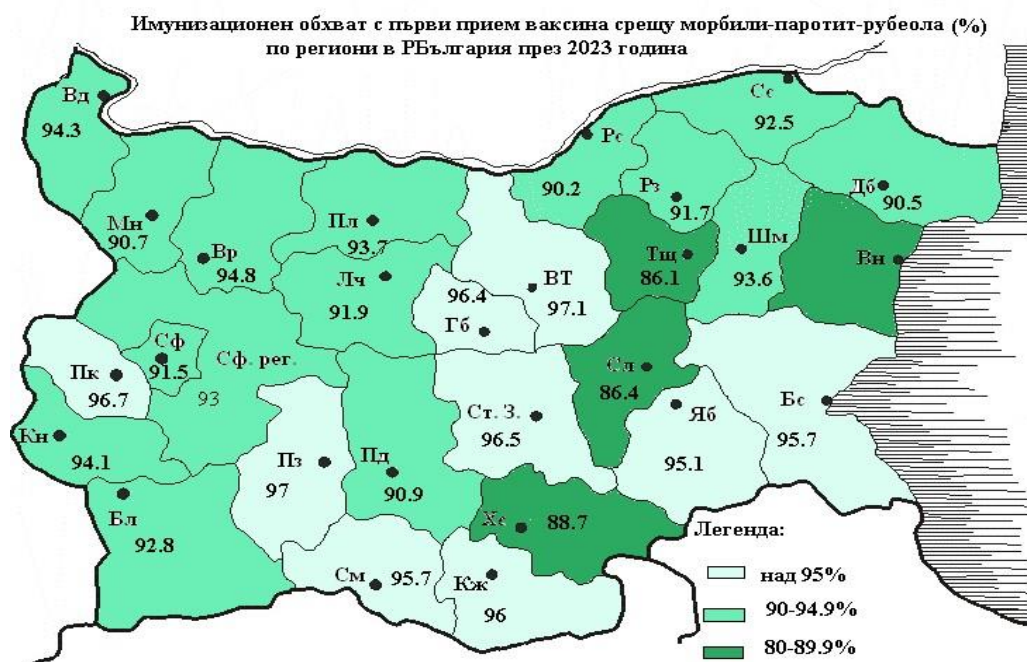 Имунизационен обхват с първи прием ваксина срещу морбили-паротит-рубеола (%)
по региони в РБългария през 2023 година
Вд
94.3
Сс
92.5
Рс
90.2
Рз
91.7
Дб
90.5
Мн
90.7
Вр
94.8
Пл
93.7
Лч
91.9
ВТ
97.1
96.4
Гб
Тщ
86.1
Шм
93.6
Вн
Сф
91.5
Сф. рег.
93
Пк
96.7
Кн
94.1
Бл
92.8
Пз
97
Пд
90.9
Ст. З.
96.5
Сл
86.4
Яб
95.1
Бс
95.7
Хс
88.7
См
95.7
Кж
96
Легенда:
над 95%
90-94.9%
80-89.9%